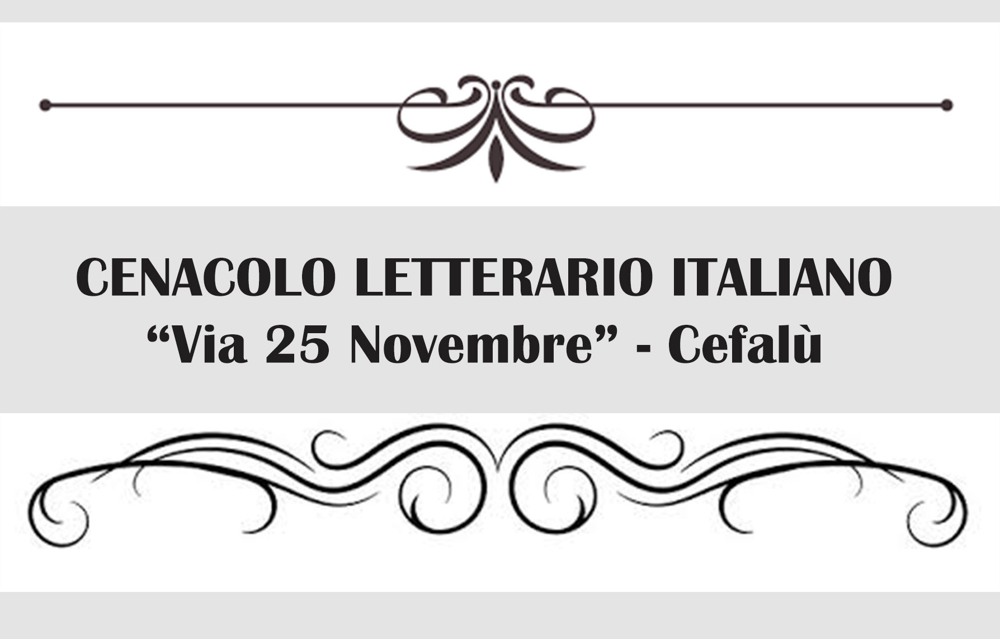 CENACOLO LETTERARIO ITALIANO
“Via 25 Novembre” - Cefalù